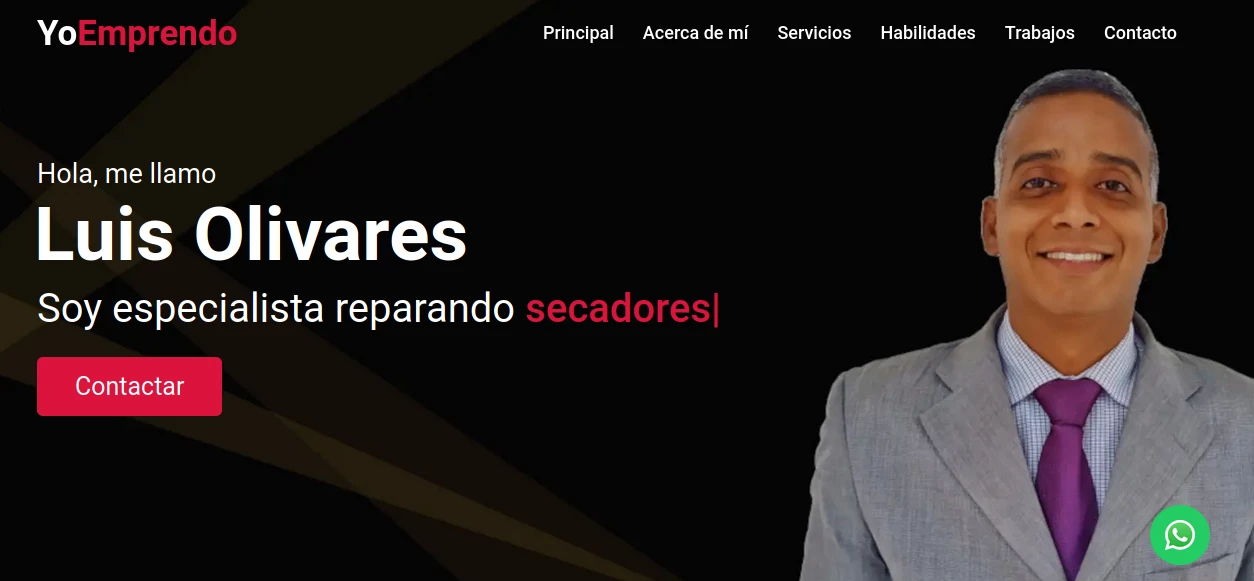 YoEmprendo
Principal Acerca de mí Servicios Habilidades Trabajos Contacto
Hola, me llamo
Luis Olivares
Soy especialista reparando secadores|
Contactar